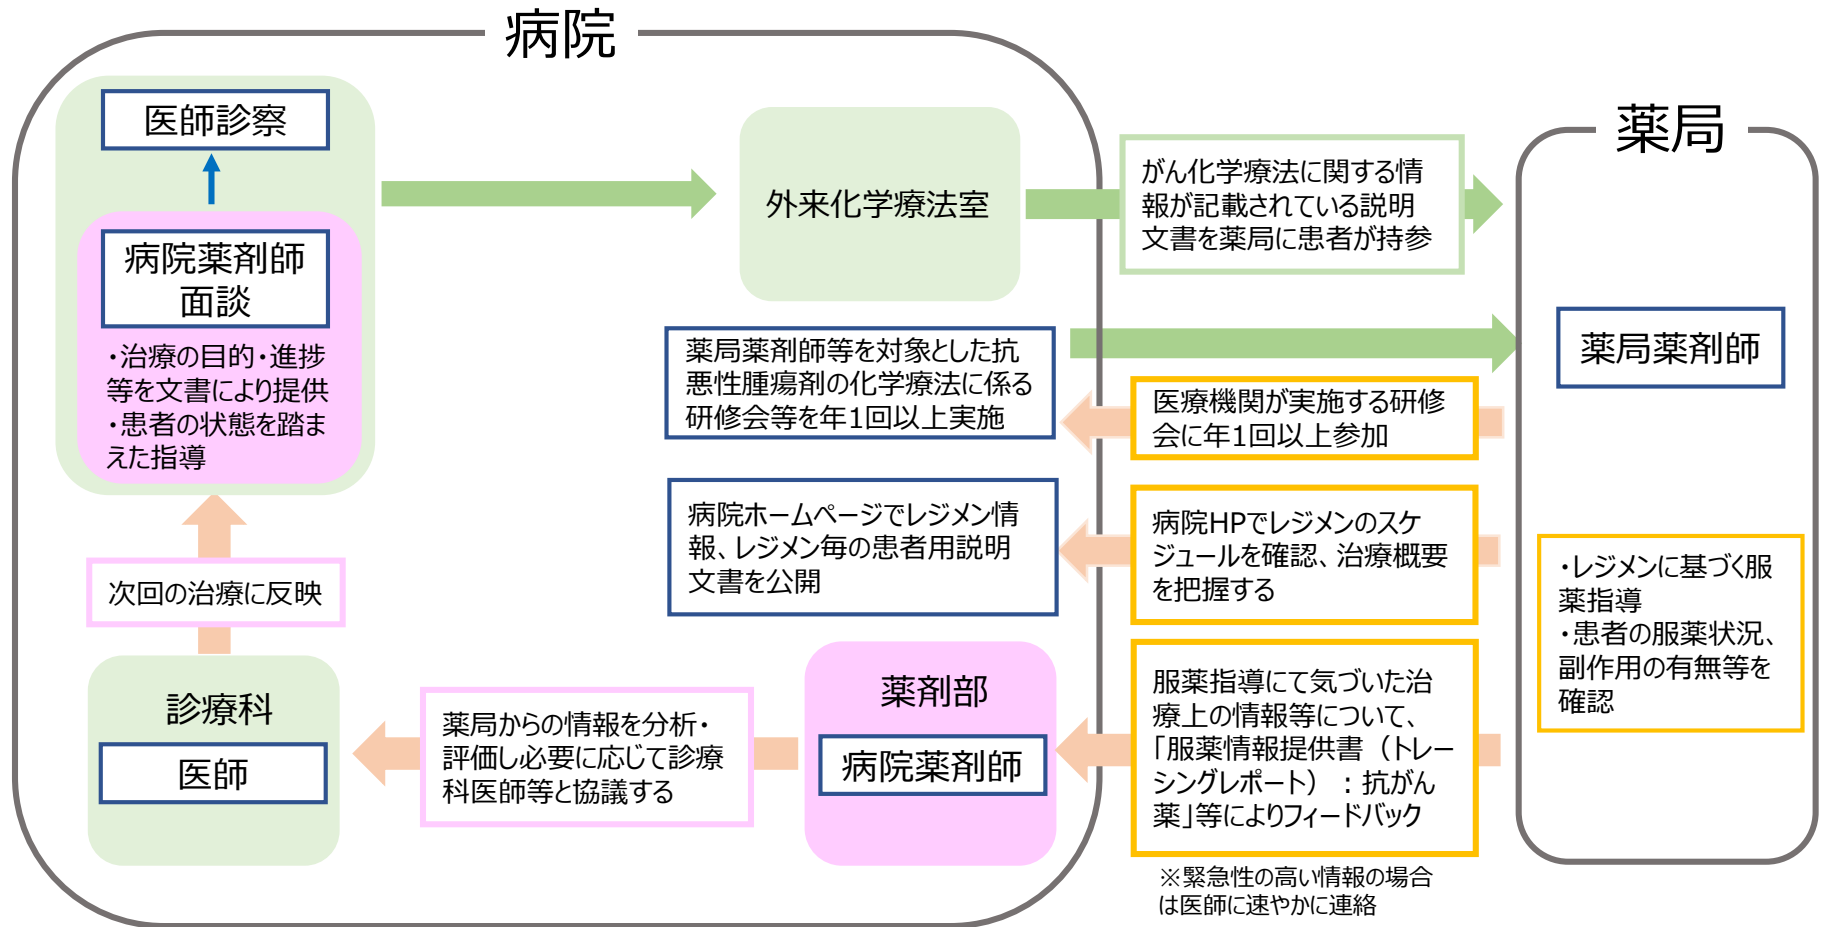 病院
医師診察
病院薬剤師
面談
・治療の目的・進捗
等を文書により提供
・患者の状態を踏ま
えた指導
外来化学療法室
がん化学療法に関する情
報が記載されている説明
文書を薬局に患者が持参
薬局
薬局薬剤師
薬局薬剤師等を対象とした抗
悪性腫瘍剤の化学療法に係る
研修会等を年1回以上実施
医療機関が実施する研修
会に年1回以上参加
病院ホームページでレジメン情
報、レジメン毎の患者用説明
文書を公開
病院HPでレジメンのスケ
ジュールを確認、治療概要
を把握する
・レジメンに基づく服
薬指導
・患者の服薬状況、
副作用の有無等を
確認
次回の治療に反映
診療科
医師
薬局からの情報を分析・
評価し必要に応じて診療
科医師等と協議する
薬剤部
病院薬剤師
服薬指導にて気づいた治
療上の情報等について、
「服薬情報提供書（トレー
シングレポート）：抗がん
薬」等によりフィードバック
※緊急性の高い情報の場合
は医師に速やかに連絡